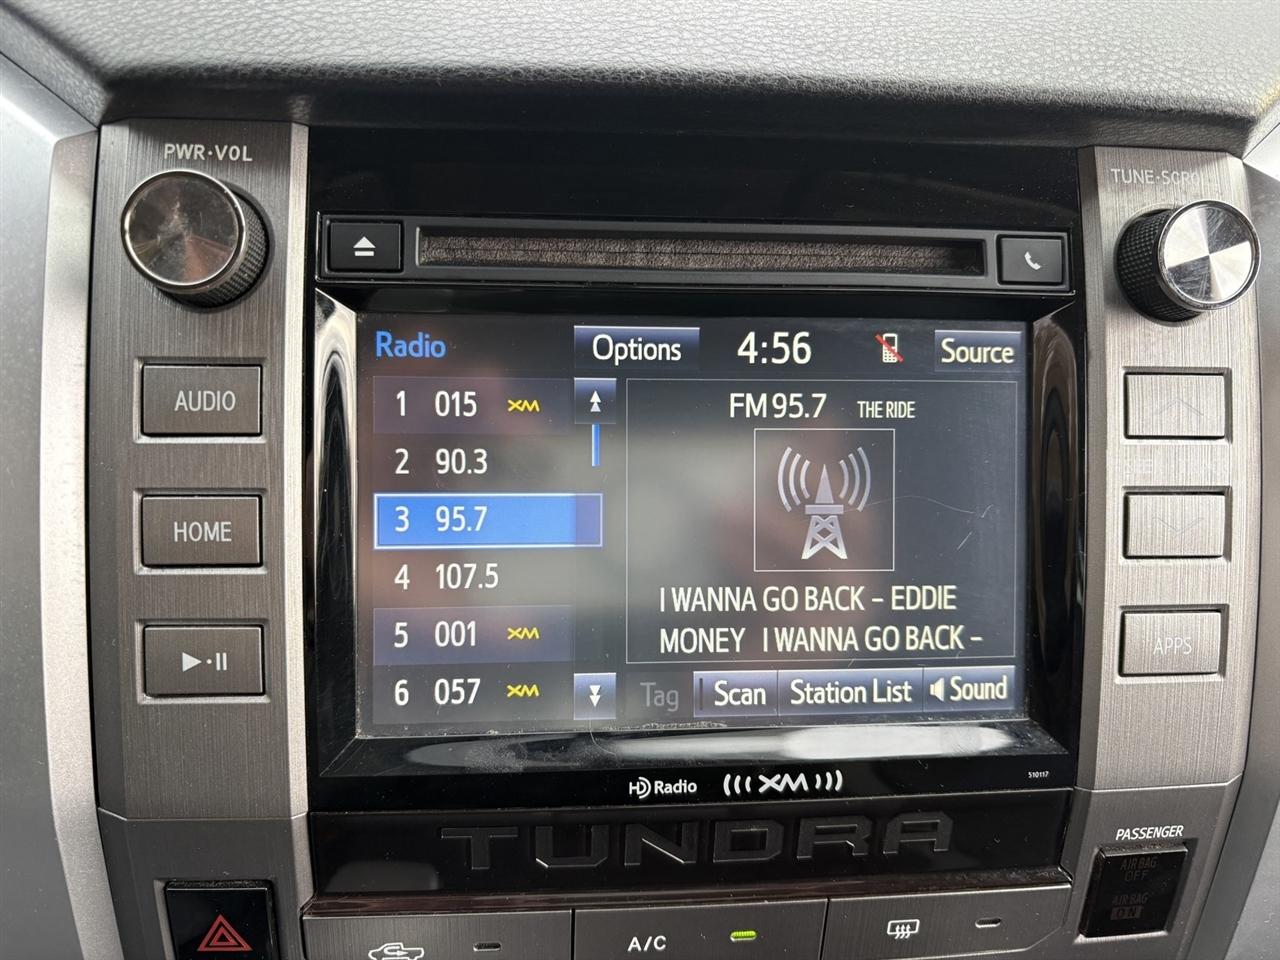 PWR·VOL
TUNE·SCROLL
AUDIO
HOME
APPS
Radio
Options
4:56
Source
1 015 XM
2 90.3
3 95.7
4 107.5
5 001 XM
6 057 XM
FM 95.7 THE RIDE
I WANNA GO BACK - EDDIE
MONEY I WANNA GO BACK -
Tag
Scan
Station List
Sound
HD Radio
XM
510117
TUNDRA
PASSENGER
AIR BAG
OFF
AIR BAG
ON
A/C